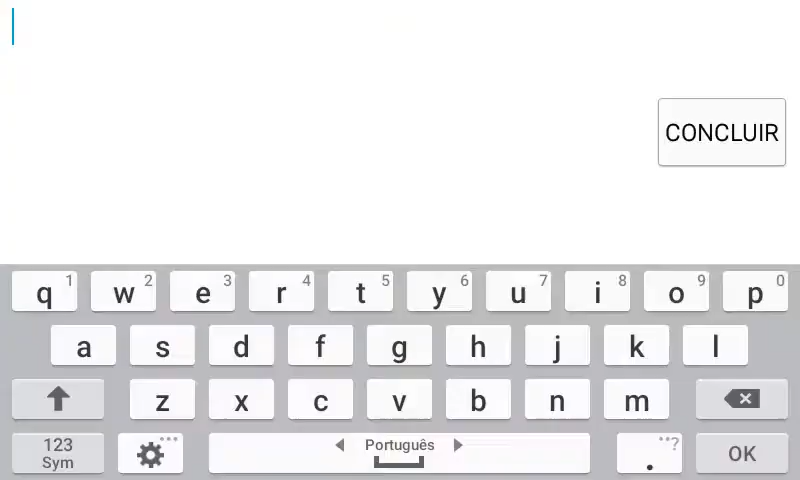 CONCLUIR
q 1 w 2 e 3 r 4 t 5 y 6 u 7 i 8 o 9 p 0
a s d f g h j k l
z x c v b n m
123 Sym Português . ? OK